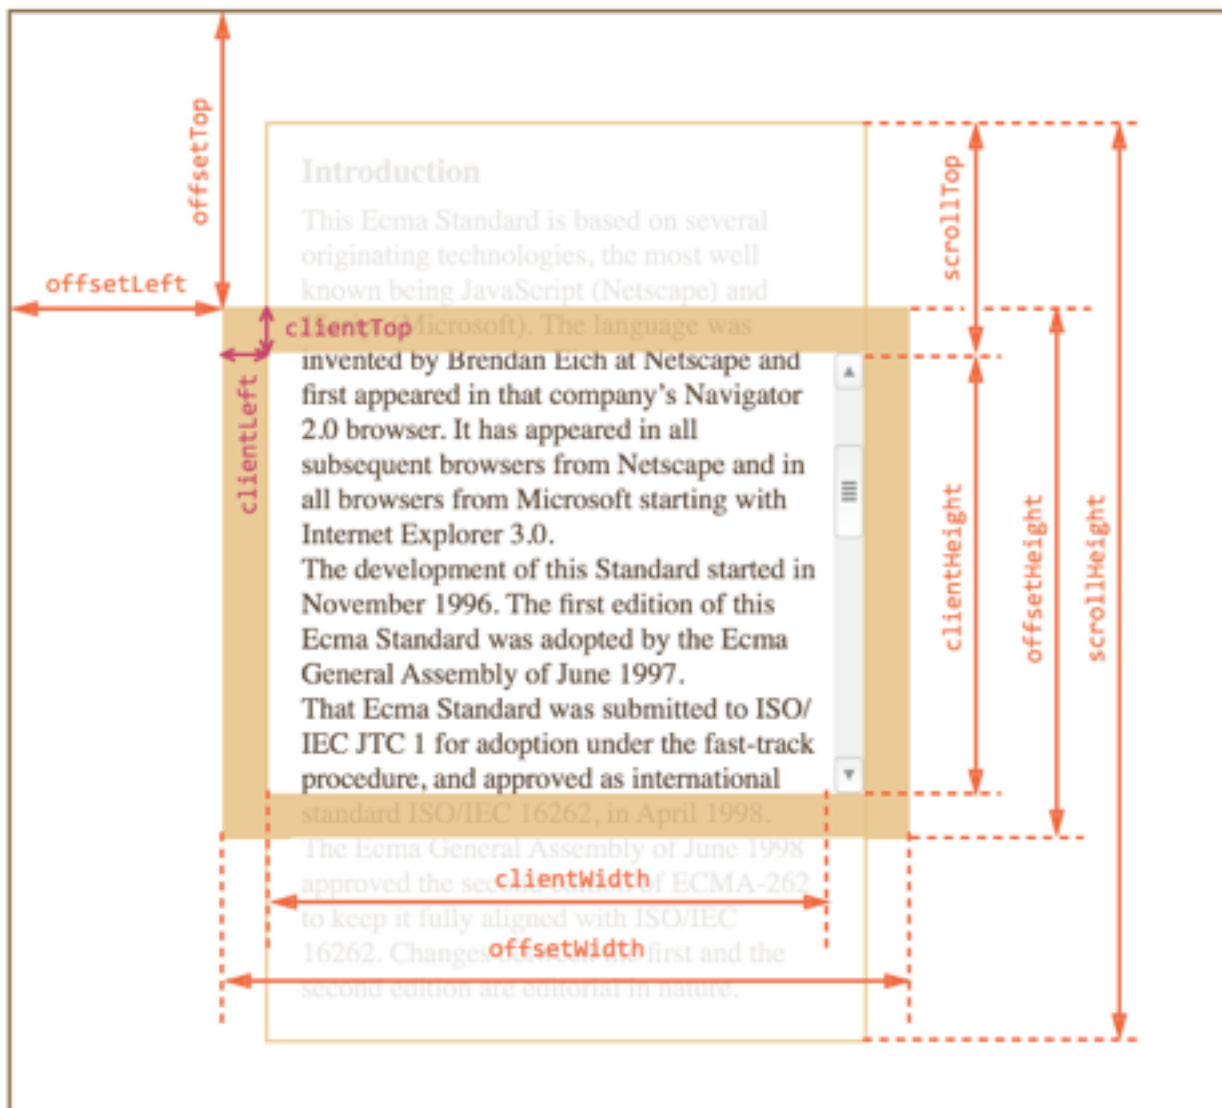 offsetTop
offsetLeft
Introduction
This Ecma Standard is based on several
originating technologies, the most well
known being JavaScript (Netscape) and
(Microsoft). The language was
clientTop
invented by Brendan Eich at Netscape and
first appeared in that company's Navigator
2.0 browser. It has appeared in all
subsequent browsers from Netscape and in
all browsers from Microsoft starting with
Internet Explorer 3.0.
The development of this Standard started in
November 1996. The first edition of this
Ecma Standard was adopted by the Ecma
General Assembly of June 1997.
That Ecma Standard was submitted to ISO/
IEC JTC 1 for adoption under the fast-track
procedure, and approved as international
standard ISO/IEC 16262, in April 1998.
The Ecma General Assembly of June 1998
approved the second edition of ECMA-262
to keep it fully aligned with ISO/IEC
16262. Changes between the first and the
second edition are editorial in nature.
clientLeft
clientWidth
offsetWidth
scrollTop
clientHeight
offsetHeight
scrollHeight